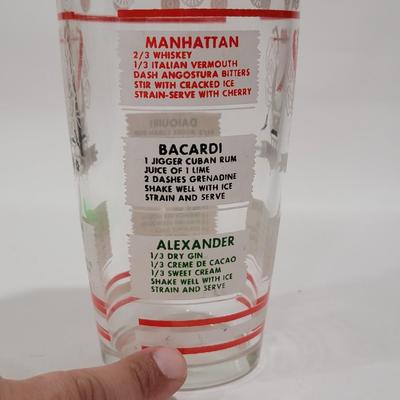 MANHATTAN
2/3 WHISKEY
1/3 ITALIAN VERMOUTH
DASH ANGOSTURA BITTERS
STIR WITH CRACKED ICE
STRAIN-SERVE WITH CHERRY
BACARDI
1 JIGGER CUBAN RUM
JUICE OF 1 LIME
2 DASHES GRENADINE
SHAKE WELL WITH ICE
STRAIN AND SERVE
ALEXANDER
1/3 DRY GIN
1/3 CREME DE CACAO
1/3 SWEET CREAM
SHAKE WELL WITH ICE
STRAIN AND SERVE